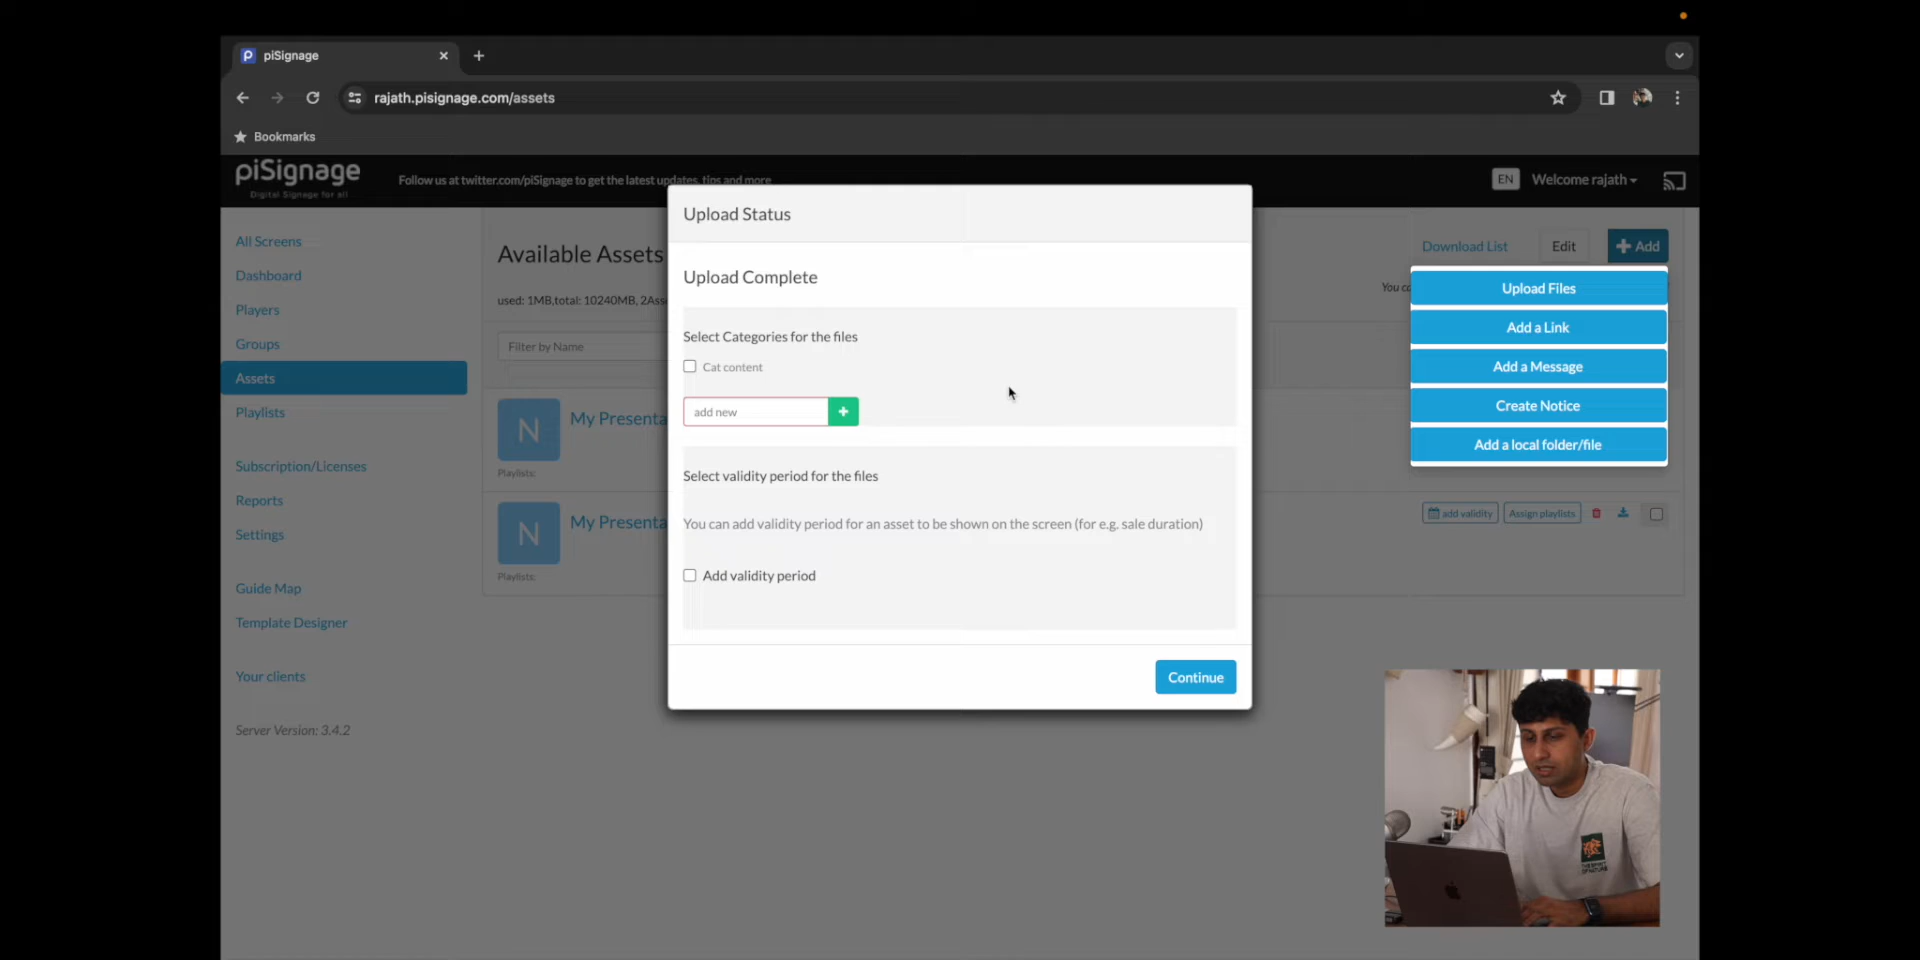 piSignage
rajath.pisignage.com/assets
Bookmarks
piSignage
Digital Signage for all
Follow us at twitter.com/piSignage to get the latest updates, tips and more
EN
Welcome rajath
All Screens
Dashboard
Players
Groups
Assets
Playlists
Subscription/Licenses
Reports
Settings
Guide Map
Template Designer
Your clients
Server Version: 3.4.2
Available Assets
used: 1MB,total: 10240MB, 2Asse
Filter by Name
N
My Presenta
Playlists:
N
My Presenta
Playlists:
Upload Status
Upload Complete
Select Categories for the files
Cat content
add new
+
Select validity period for the files
You can add validity period for an asset to be shown on the screen (for e.g. sale duration)
Add validity period
Continue
Download List
Edit
+ Add
You ca
Upload Files
Add a Link
Add a Message
Create Notice
Add a local folder/file
add validity
Assign playlists
THE SPIRIT
OF NATURE